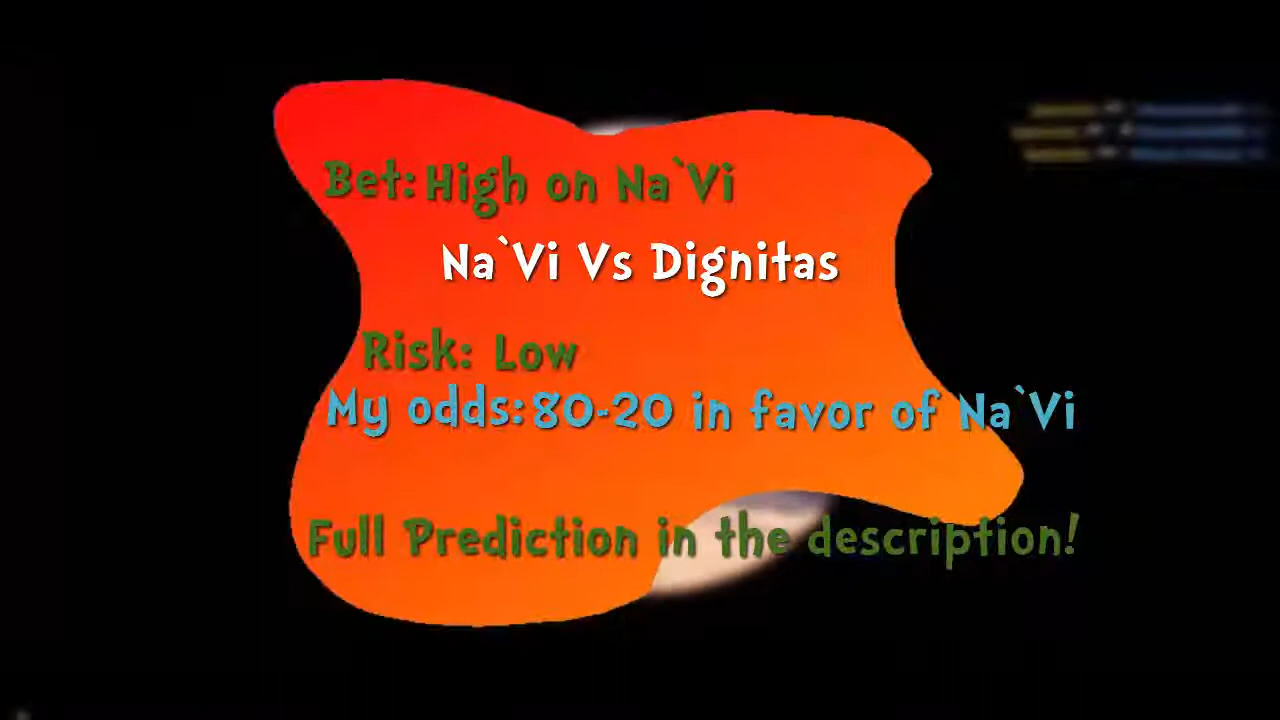 Bet: High on Na`Vi
Na`Vi Vs Dignitas
Risk: Low
My odds: 80-20 in favor of Na`Vi
Full Prediction in the description!